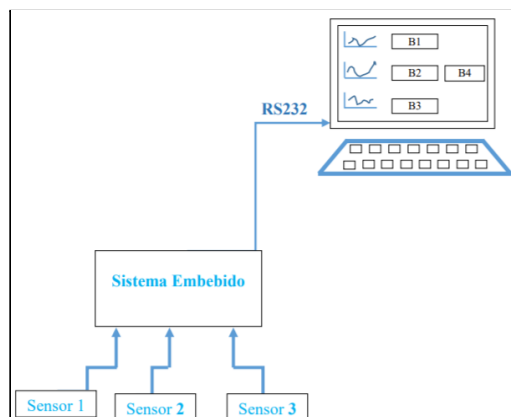 B1
B2
B4
B3
RS232
Sistema Embebido
Sensor 1
Sensor 2
Sensor 3